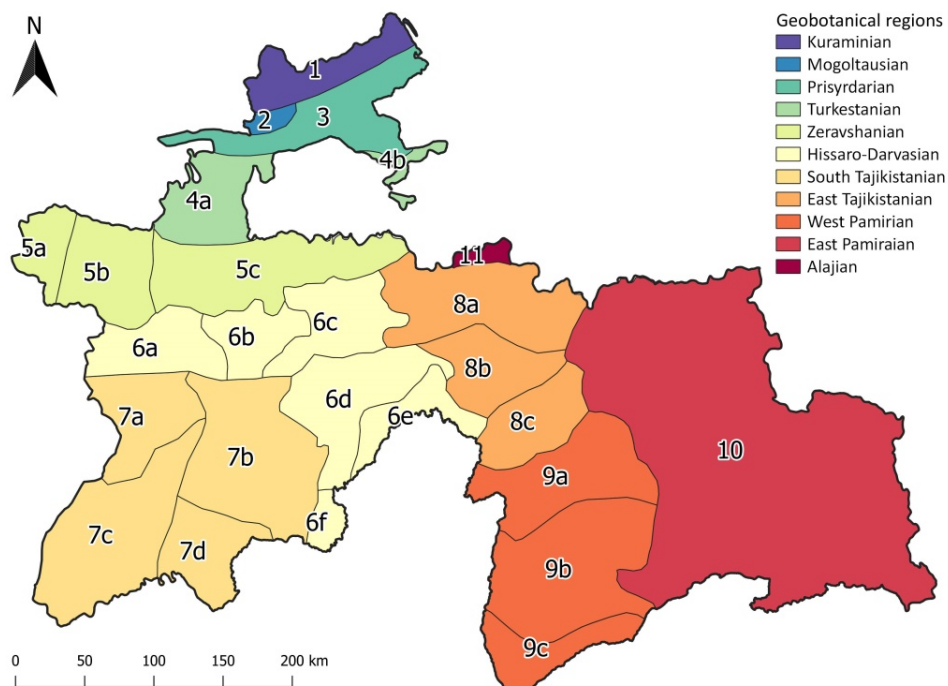 N
Geobotanical regions
Kuraminian
Mogoltausian
Prisyrdarian
Turkestanian
Zeravshanian
Hissaro-Darvasian
South Tajikistanian
East Tajikistanian
West Pamirian
East Pamiraian
Alajian
1
2
3
4b
4a
5a
5b
5c
11
6a
6b
6c
8a
8b
6d
6e
8c
7a
7b
10
9a
7c
7d
6f
9b
9c
0 50 100 150 200 km